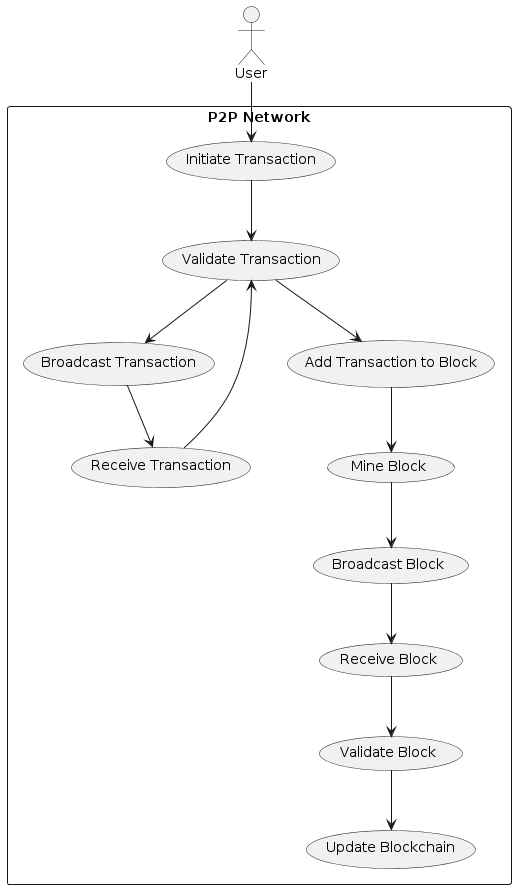 User
P2P Network
Initiate Transaction
Validate Transaction
Broadcast Transaction
Add Transaction to Block
Receive Transaction
Mine Block
Broadcast Block
Receive Block
Validate Block
Update Blockchain